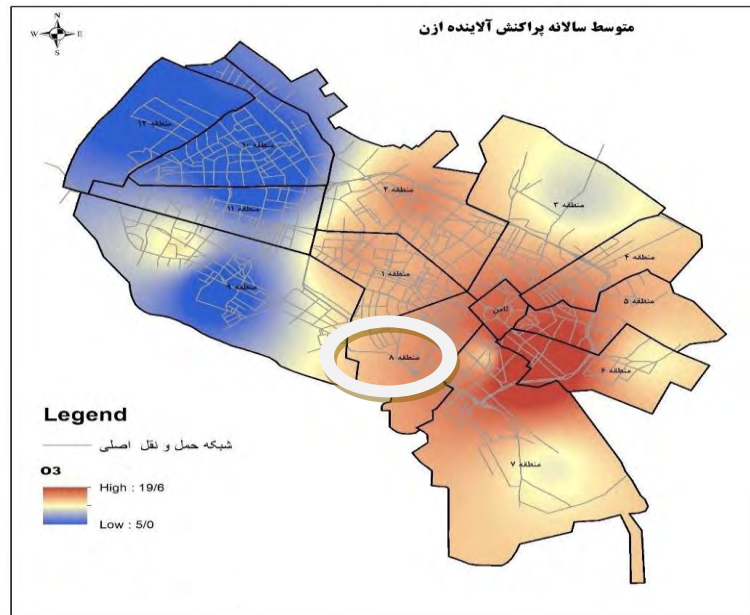 متوسط سالانه پراکنش آلاینده ازن
N
W E
S
منطقه ۱۲
منطقه ۱۰
منطقه ۱۱
منطقه ۹
منطقه ۲
منطقه ۳
منطقه ۴
منطقه ۱
ثامن
منطقه ۵
منطقه ۸
منطقه ۶
منطقه ۷
Legend
شبکه حمل و نقل اصلی
O3
High : 19/6
Low : 5/0